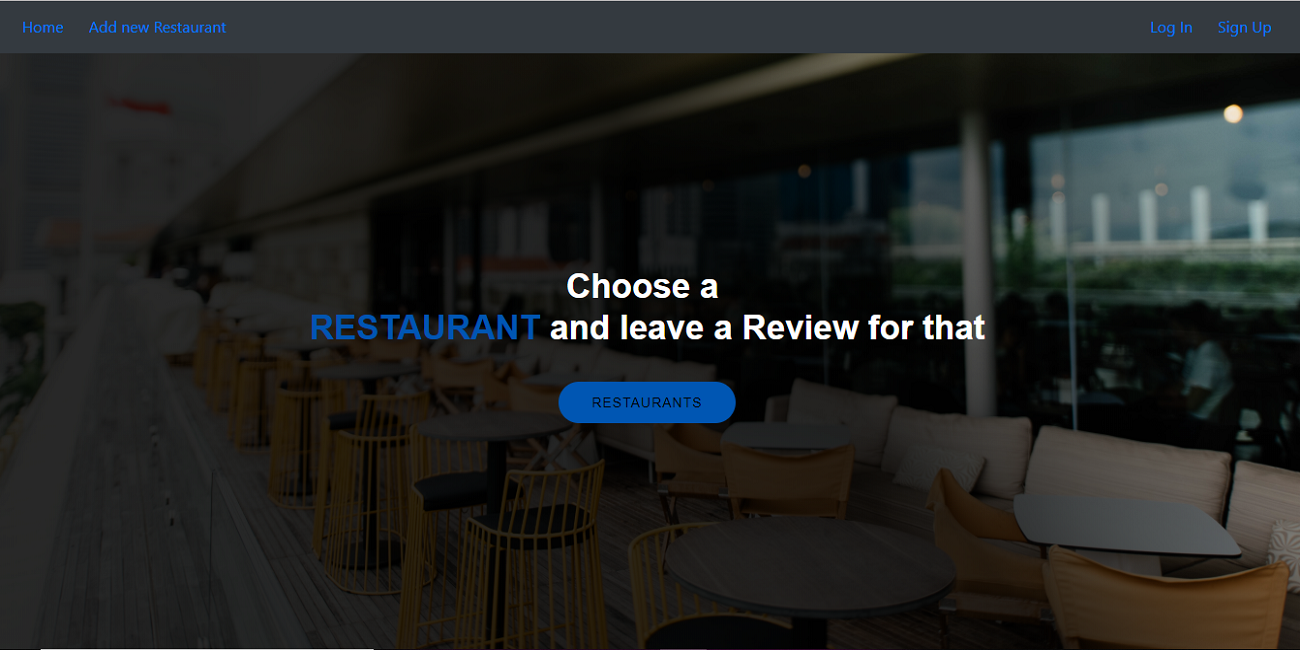 Home Add new Restaurant Log In Sign Up
Choose a
RESTAURANT and leave a Review for that
RESTAURANTS